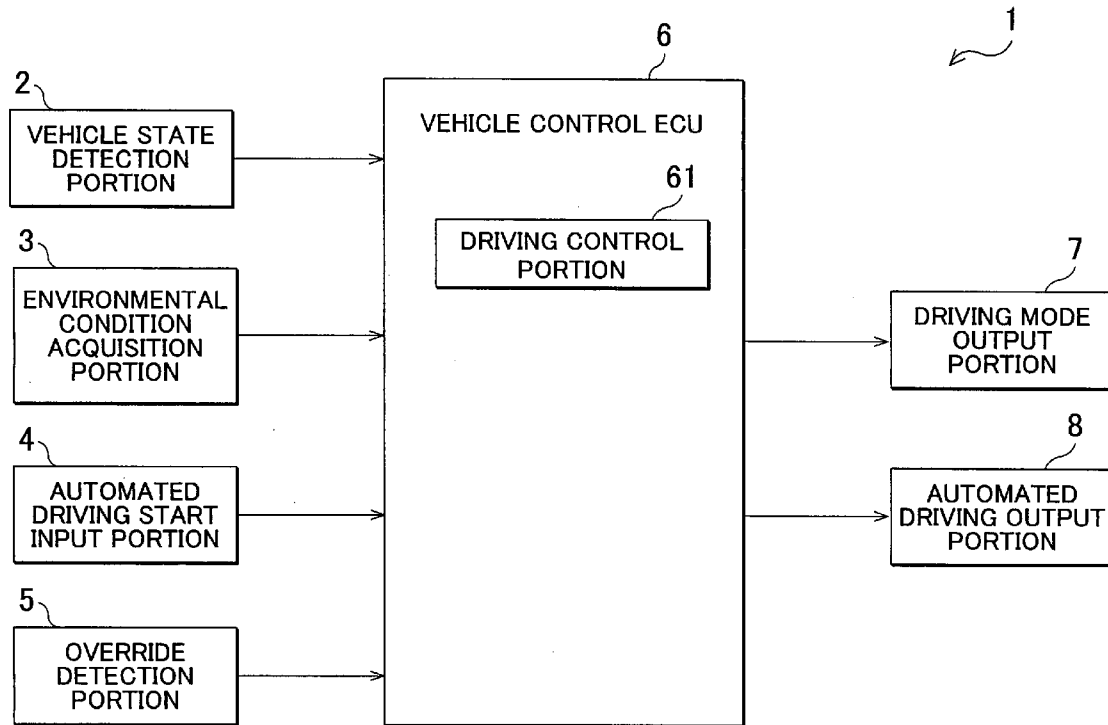 1
6
2
VEHICLE STATE
DETECTION
PORTION
VEHICLE CONTROL ECU
61
DRIVING CONTROL
PORTION
3
ENVIRONMENTAL
CONDITION
ACQUISITION
PORTION
7
DRIVING MODE
OUTPUT
PORTION
4
AUTOMATED
DRIVING START
INPUT PORTION
8
AUTOMATED
DRIVING OUTPUT
PORTION
5
OVERRIDE
DETECTION
PORTION